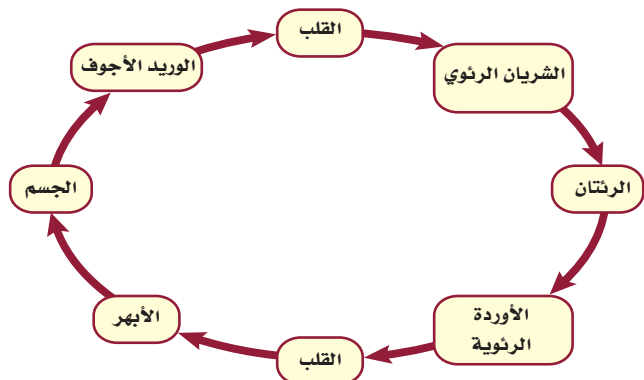 القلب
الشريان الرئوي
الرئتان
الأوردة
الرئوية
القلب
الأبهر
الجسم
الوريد الأجوف